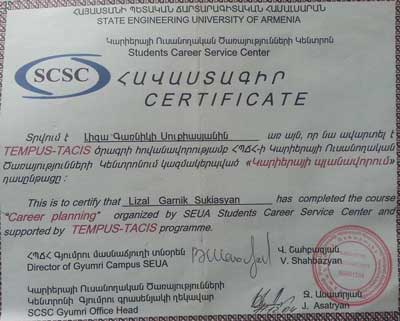 ՀԱՅԱՍՏԱՆԻ ՊԵՏԱԿԱՆ ՃԱՐՏԱՐԱԳԻՏԱԿԱՆ ՀԱՄԱԼՍԱՐԱՆ
STATE ENGINEERING UNIVERSITY OF ARMENIA
Կարիերայի Ուսանողական Ծառայությունների Կենտրոն
Students Career Service Center
SCSC
ՀԱՎԱՍՏԱԳԻՐ
CERTIFICATE
Տրվում է Լիզա Գառնիկի Սուքիասյանին առ այն, որ նա ավարտել է
TEMPUS-TACIS ծրագրի հովանավորությամբ ՀՊՃՀ-ի Կարիերայի Ուսանողական
Ծառայությունների Կենտրոնում կազմակերպված «Կարիերայի պլանավորում»
դասընթացը:
This is to certify that Lizal Garnik Sukiasyan has completed the course
"Career planning" organized by SEUA Students Career Service Center and
supported by TEMPUS-TACIS programme.
ՀՊՃՀ Գյումրու մասնաճյուղի տնօրեն Վ. Շահբազյան
Director of Gyumri Campus SEUA V. Shahbazyan
Կարիերայի Ուսանողական Ծառայությունների
Կենտրոնի Գյումրի գրասենյակի ղեկավար Ջ. Ասատրյան
SCSC Gyumri Office Head J. Asatryan